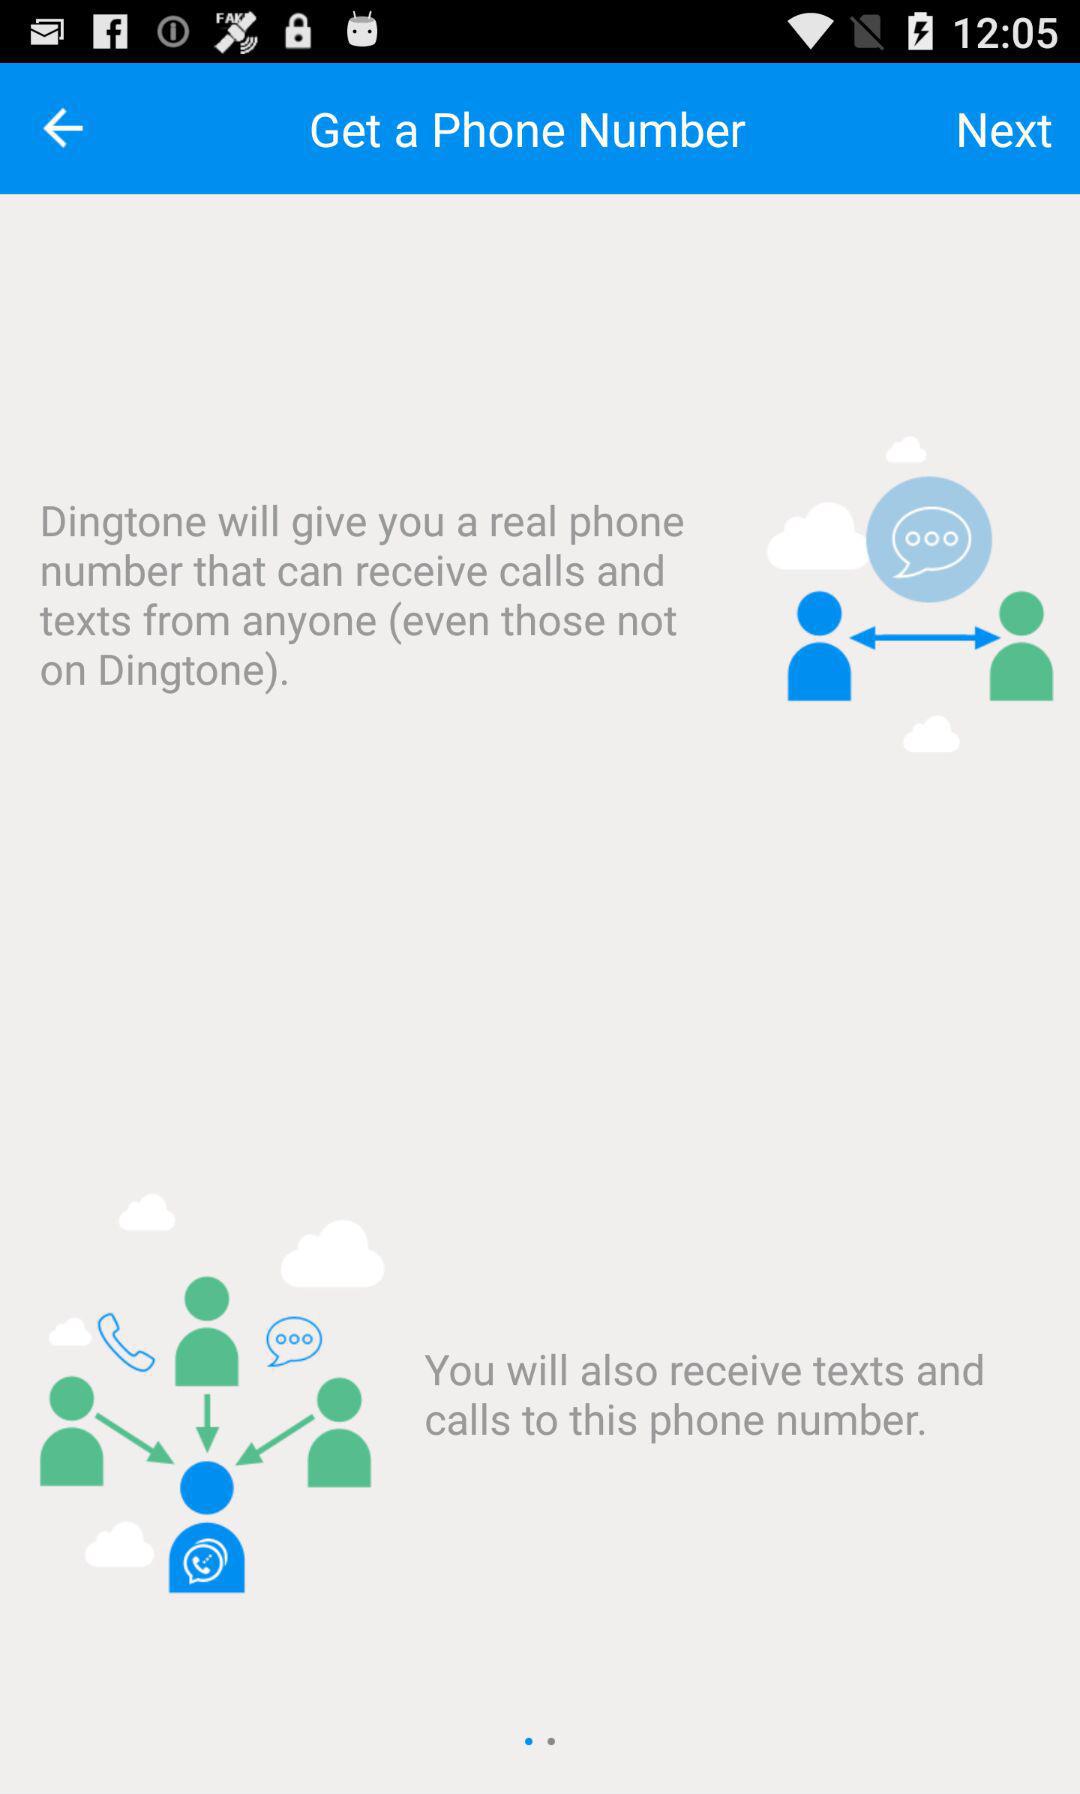 FAKE
12:05
Get a Phone Number
Next
Dingtone will give you a real phone
number that can receive calls and
texts from anyone (even those not
on Dingtone).
You will also receive texts and
calls to this phone number.